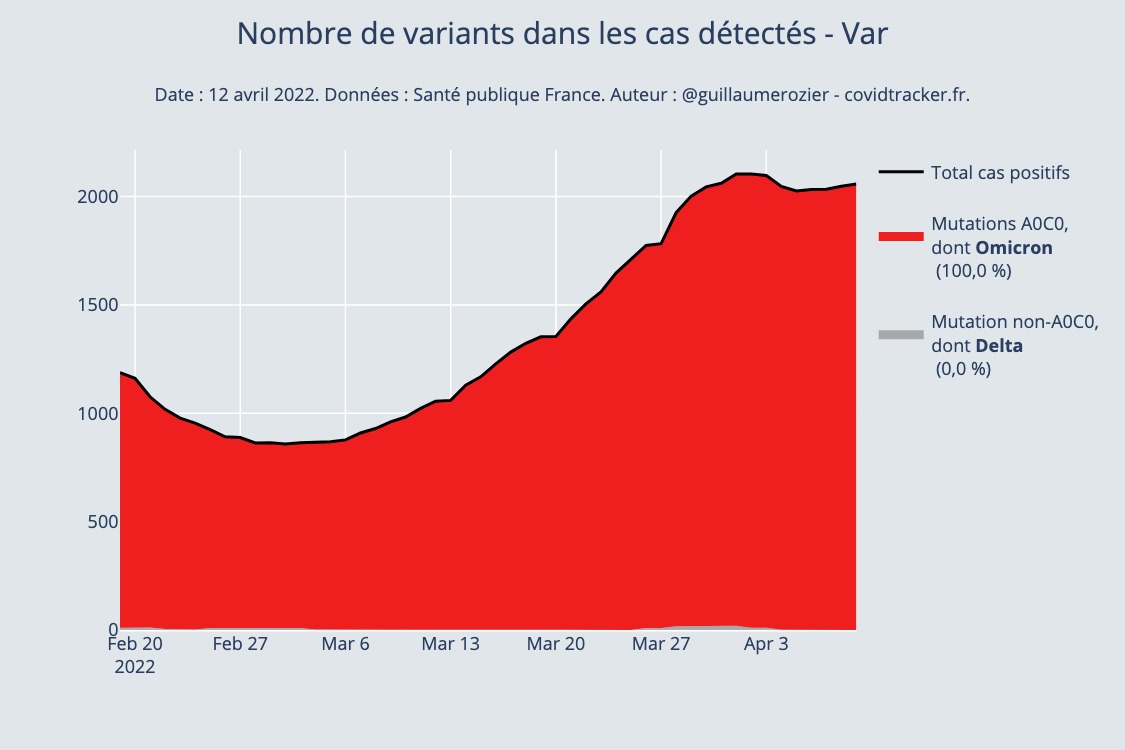 Nombre de variants dans les cas détectés - Var
Date : 12 avril 2022. Données : Santé publique France. Auteur : @guillaumerozier - covidtracker.fr.
Total cas positifs
Mutations A0C0,
dont Omicron
(100,0 %)
Mutation non-A0C0,
dont Delta
(0,0 %)
2000
1500
1000
500
0
Feb 20 Feb 27 Mar 6 Mar 13 Mar 20 Mar 27 Apr 3
2022